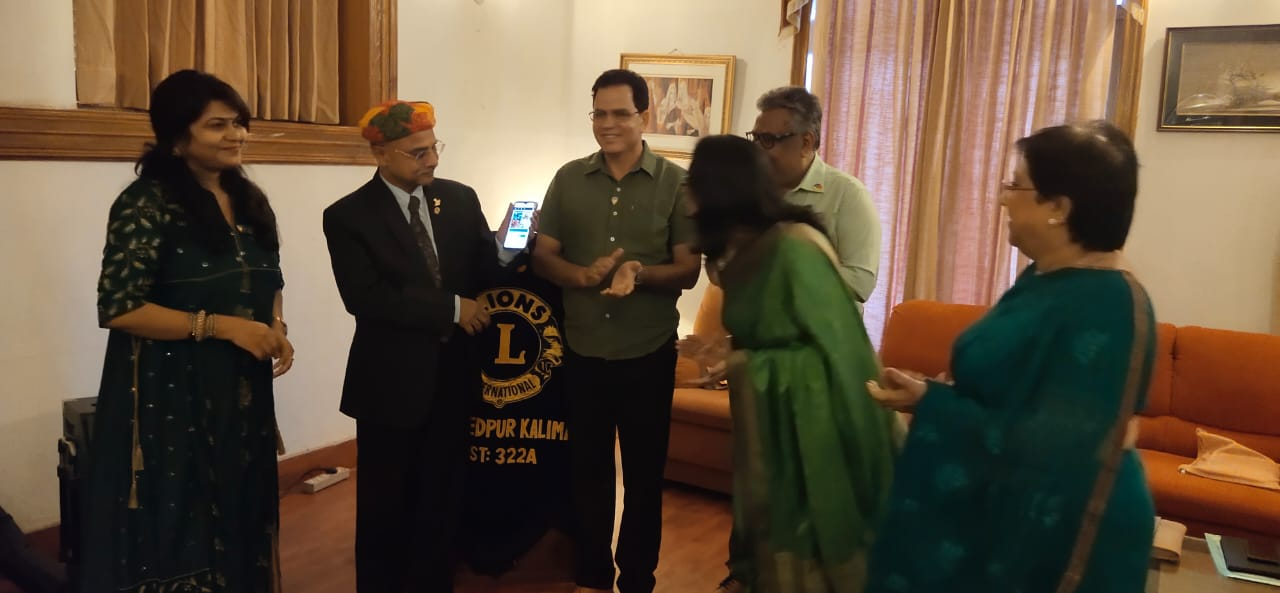 LIONS
L
INTERNATIONAL
EDPUR KALIMA
ST: 322A